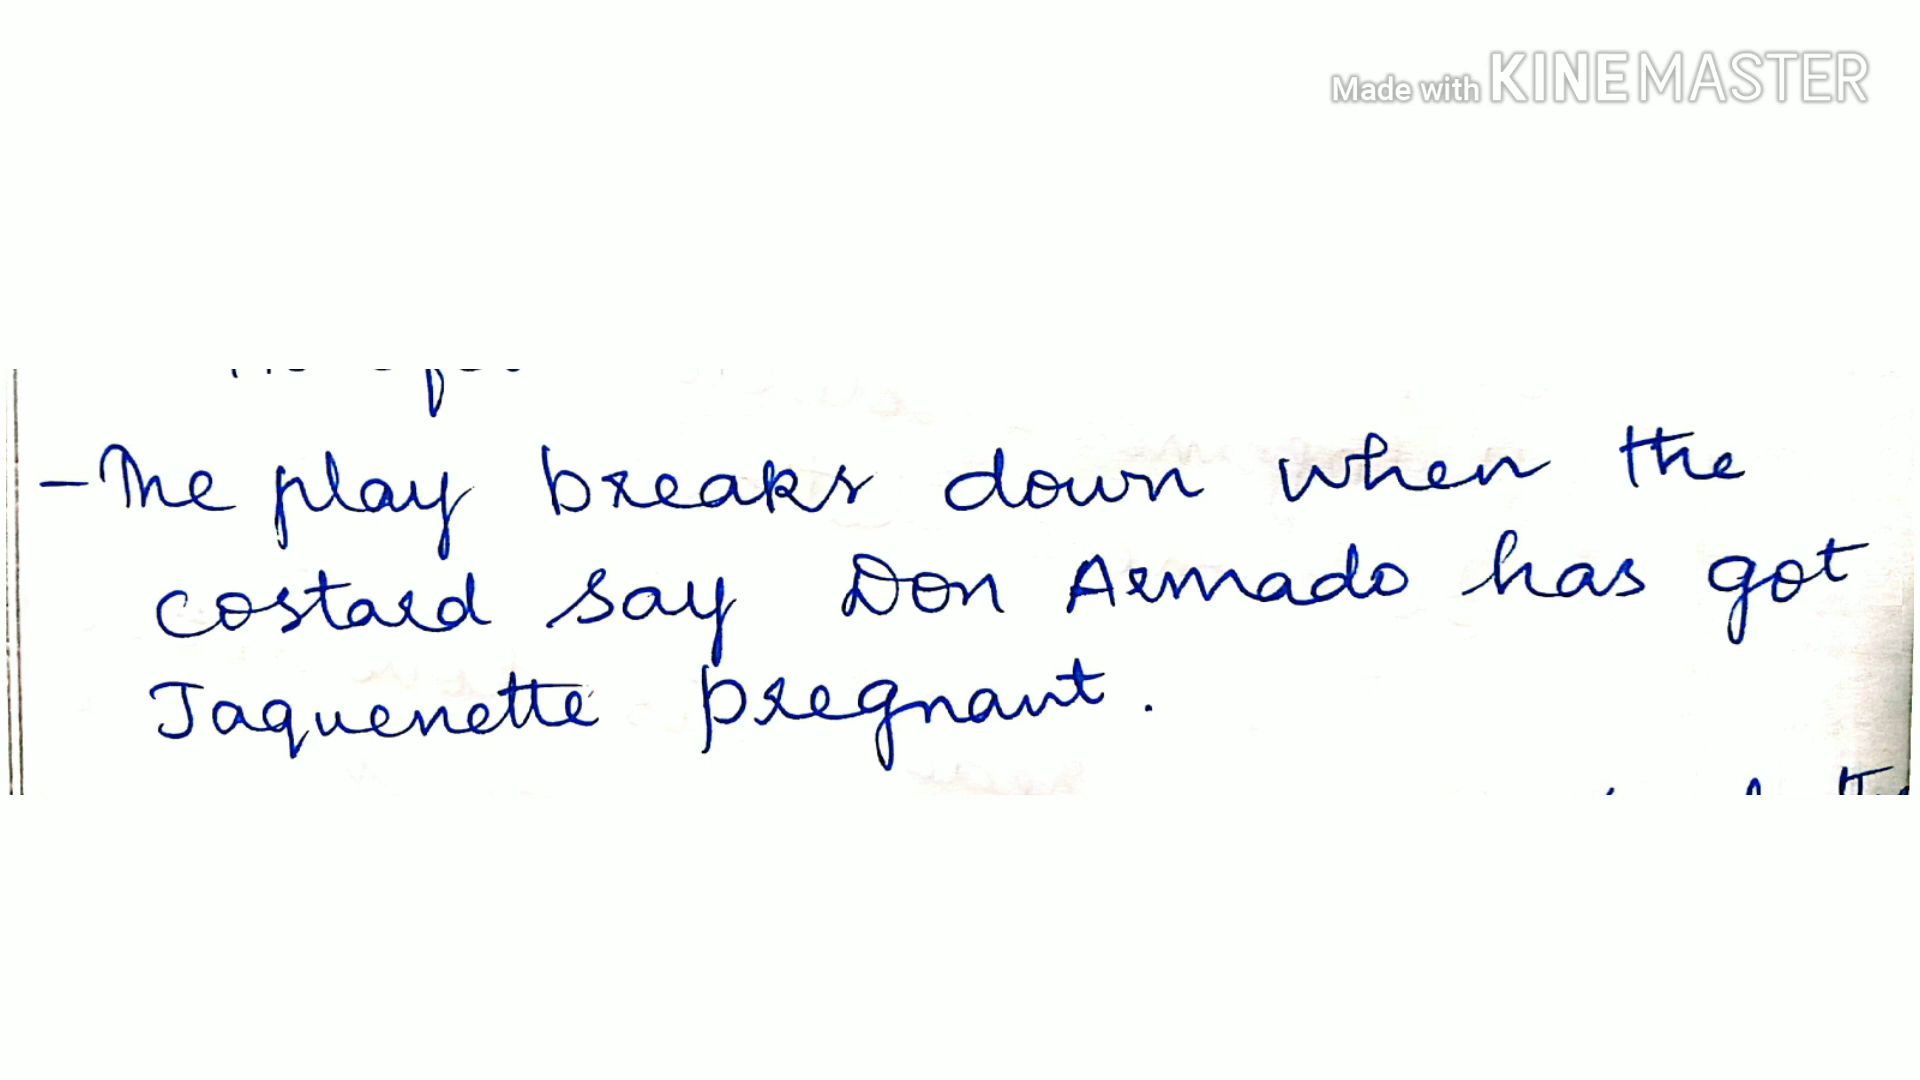 Made with KINEMASTER
- The play breaks down when the
costard say Don Armado has got
Jaquenette pregnant.